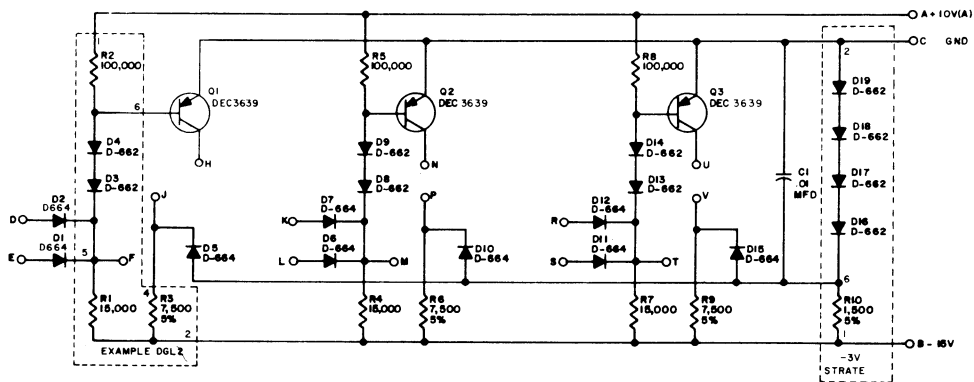 A+10V(A)
C GND
1
R2
100,000
6
Q1
DEC3639
D4
D-662
D3
D-662
D2
D664
D
D1
D664
E
5
F
H
J
D5
D-664
R1
15,000
4
R3
7,500
5%
2
EXAMPLE DGL2
R5
100,000
Q2
DEC 3639
D9
D-662
D8
D-662
N
P
D7
D-664
K
D6
D-664
L
M
D10
D-664
R4
15,000
R6
7,500
5%
R8
100,000
Q3
DEC 3639
D14
D-662
D13
D-662
U
V
D12
D-664
R
D11
D-664
S
T
D15
D-664
R7
15,000
R9
7,500
5%
C1
.01
MFD
2
D19
D-662
D18
D-662
D17
D-662
D16
D-662
6
R10
1,500
5%
1
B-15V
-3V
STRATE